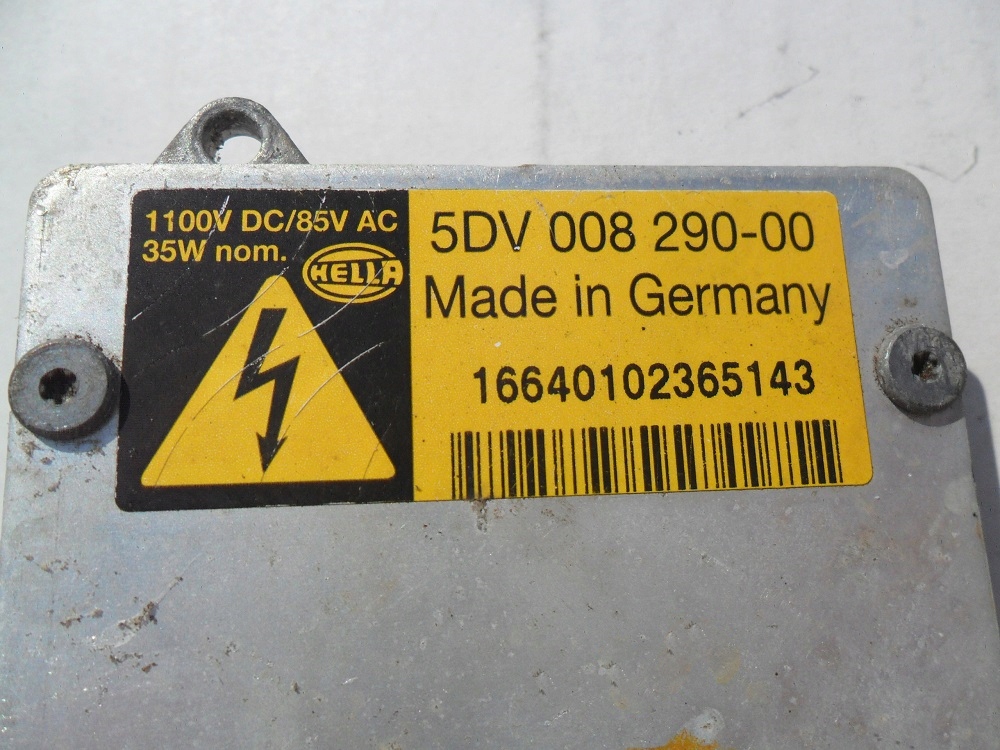 1100V DC/85V AC
35W nom.
HELLA
5DV 008 290-00
Made in Germany
16640102365143